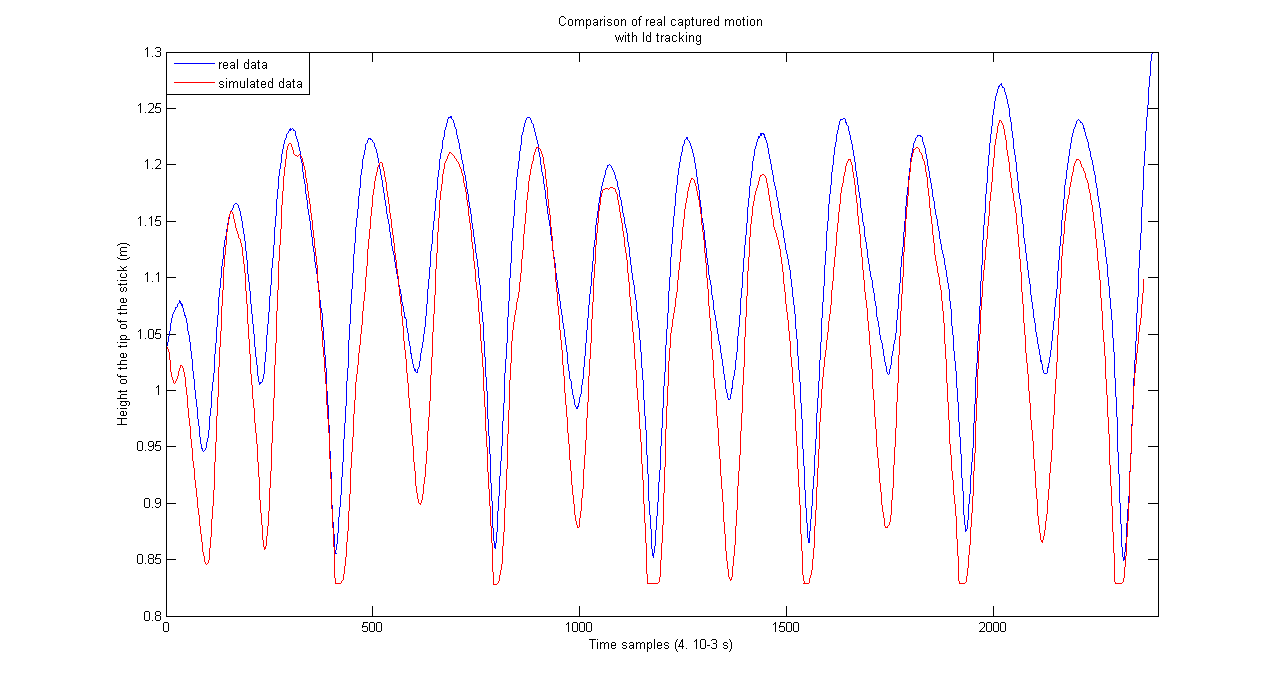 Comparison of real captured motion
with Id tracking
real data
simulated data
Height of the tip of the stick (m)
1.3
1.25
1.2
1.15
1.1
1.05
1
0.95
0.9
0.85
0.8
0
500
1000
1500
2000
Time samples (4. 10-3 s)